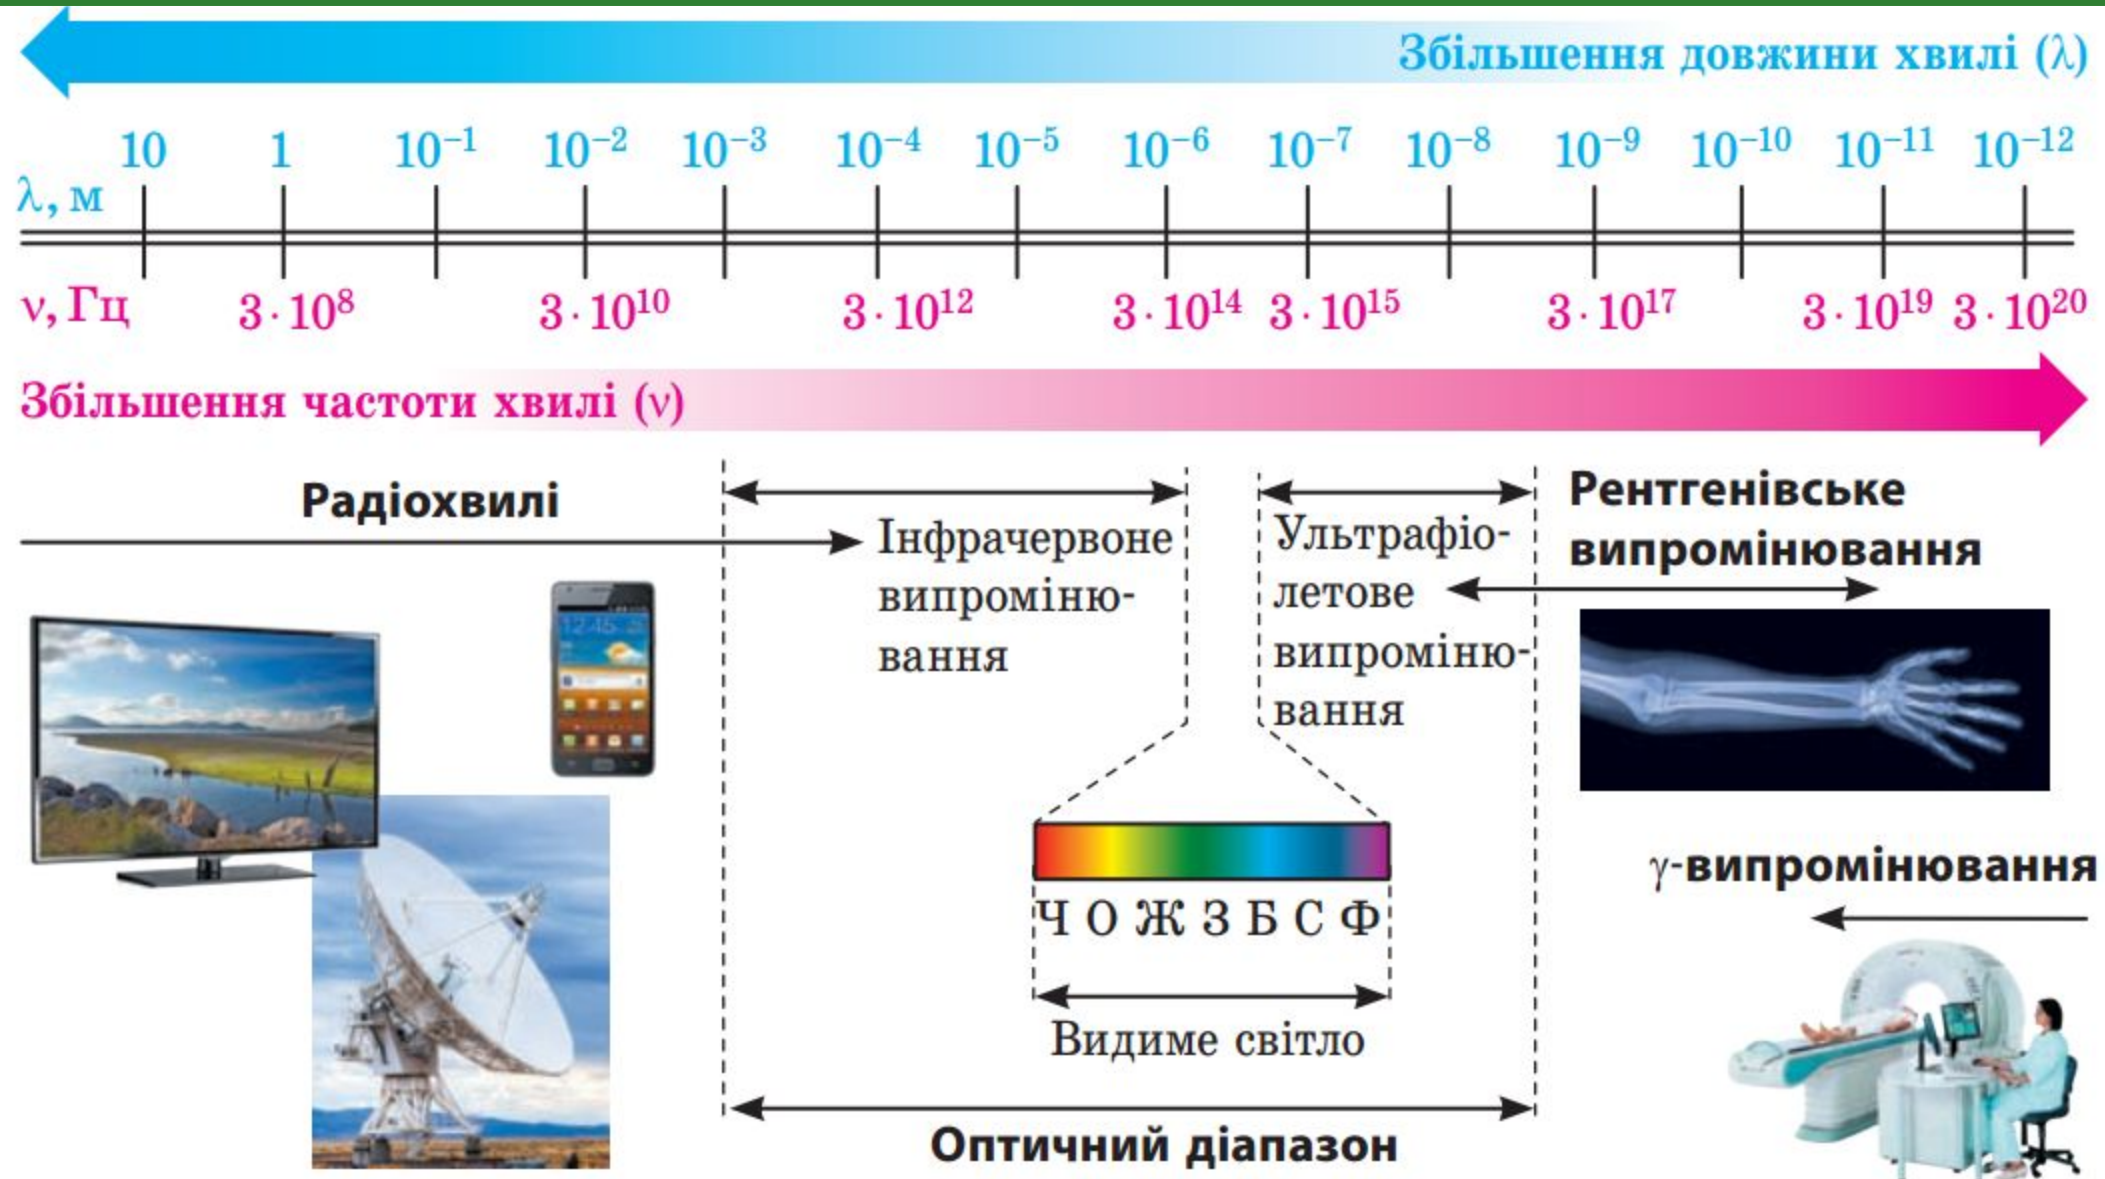 Збільшення довжини хвилі (λ)
10 1 10⁻¹ 10⁻² 10⁻³ 10⁻⁴ 10⁻⁵ 10⁻⁶ 10⁻⁷ 10⁻⁸ 10⁻⁹ 10⁻¹⁰ 10⁻¹¹ 10⁻¹²
λ, м
ν, Гц 3·10⁸ 3·10¹⁰ 3·10¹² 3·10¹⁴ 3·10¹⁵ 3·10¹⁷ 3·10¹⁹ 3·10²⁰
Збільшення частоти хвилі (ν)
Радіохвилі
Інфрачервоне
випроміню-
вання
Ультрафіо-
летове
випроміню-
вання
Рентгенівське
випромінювання
12:45
Ч О Ж З Б С Ф
Видиме світло
γ-випромінювання
Оптичний діапазон